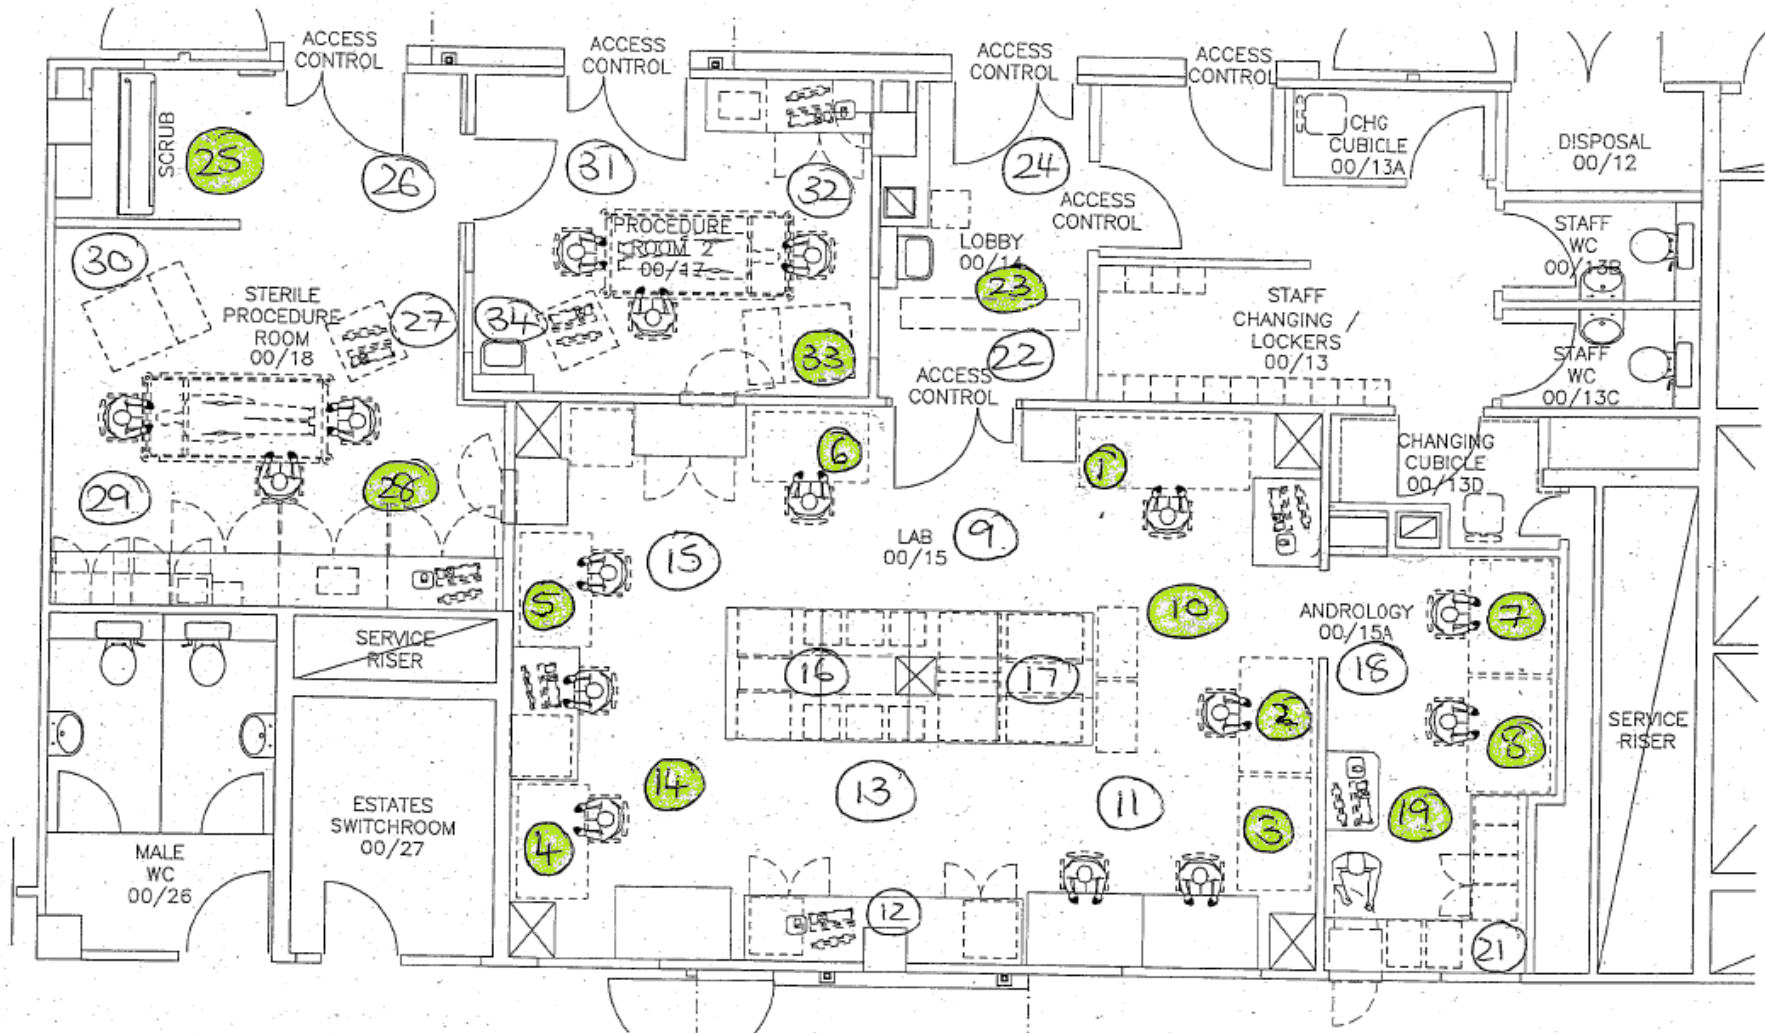 ACCESS
CONTROL
ACCESS
CONTROL
ACCESS
CONTROL
ACCESS
CONTROL
SCRUB
25
26
31
32
24
CHG
CUBICLE
00/13A
DISPOSAL
00/12
ACCESS
CONTROL
PROCEDURE
ROOM 2
00/17
LOBBY
00/14
23
STAFF
WC
00/13B
30
STERILE
PROCEDURE
ROOM
00/18
27
34
33
22
STAFF
CHANGING /
LOCKERS
00/13
STAFF
WC
00/13C
ACCESS
CONTROL
29
28
6
1
CHANGING
CUBICLE
00/13D
15
LAB
00/15
9
5
10
ANDROLOGY
00/15A
7
SERVICE
RISER
16
17
18
2
8
SERVICE
RISER
14
13
11
3
19
4
ESTATES
SWITCHROOM
00/27
MALE
WC
00/26
12
21